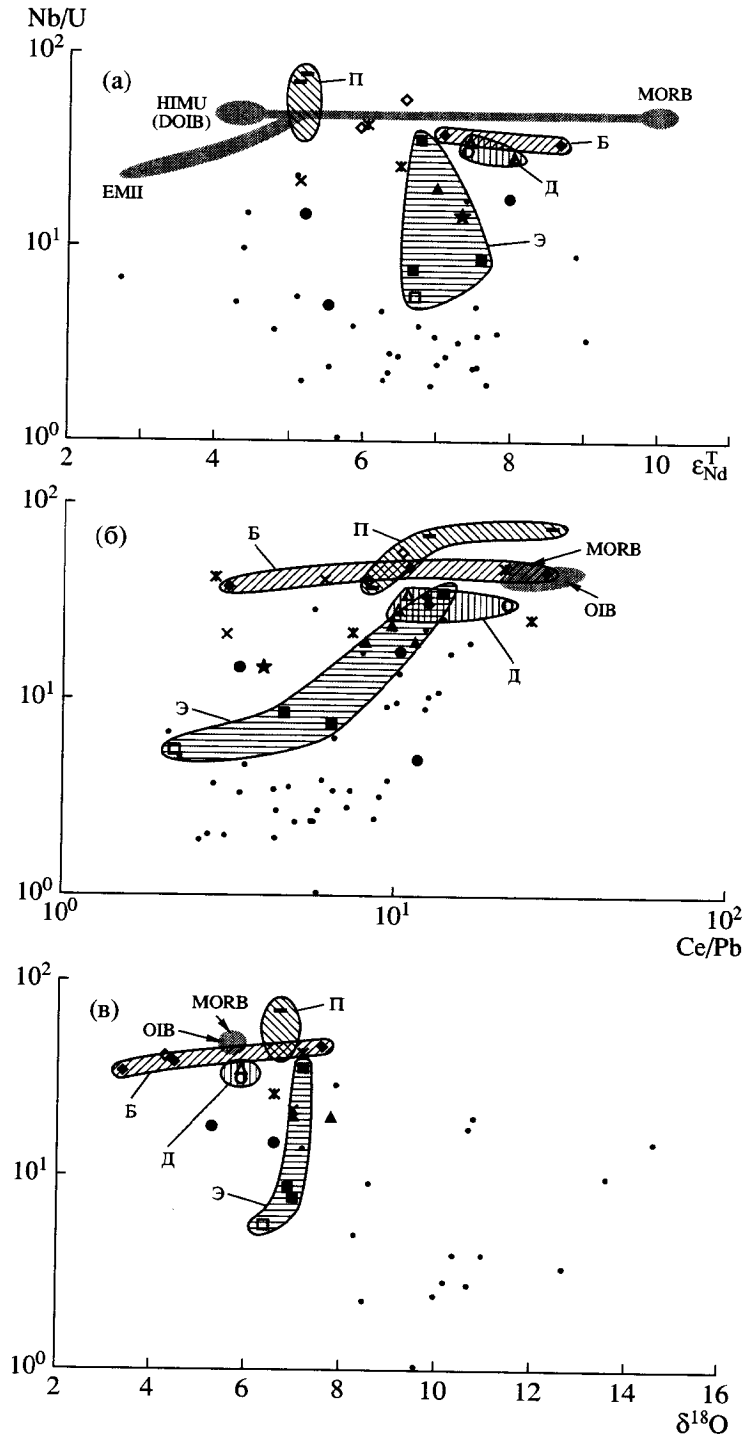 Nb/U
10²
(а)
П
HIMU
(DOIB)
MORB
Б
EMII
Д
10¹
Э
10⁰
2
4
6
8
10
ε^T_Nd
10²
(б)
Б
П
MORB
OIB
Д
10¹
Э
10⁰
10⁰
10¹
10²
Ce/Pb
10²
(в)
MORB
П
OIB
Б
Д
10¹
Э
10⁰
2
4
6
8
10
12
14
16
δ¹⁸O